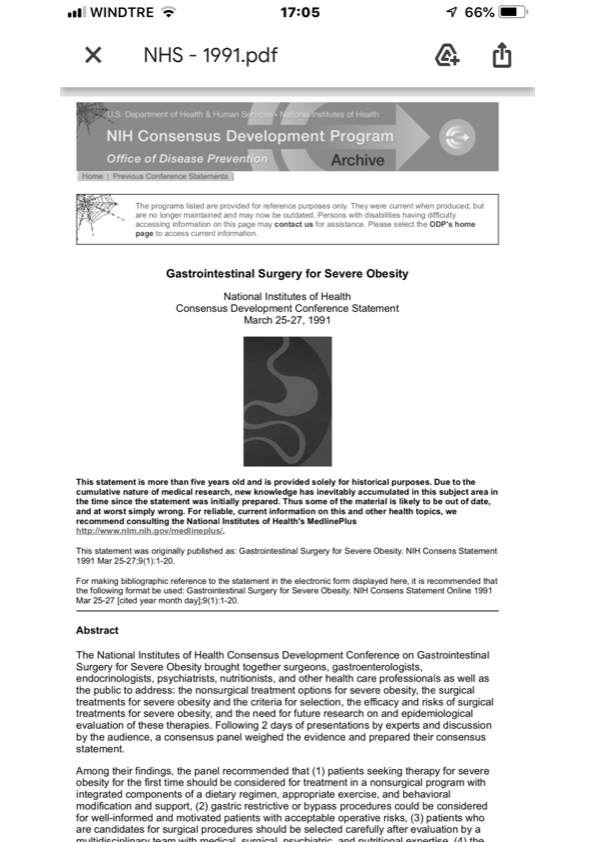 WINDTRE 17:05 66%
NHS - 1991.pdf
U.S. Department of Health & Human Services • National Institutes of Health
NIH Consensus Development Program
Office of Disease Prevention Archive
Home | Previous Conference Statements
The programs listed are provided for reference purposes only. They were current when produced, but
are no longer maintained and may now be outdated. Persons with disabilities having difficulty
accessing information on this page may contact us for assistance. Please select the ODP's home
page to access current information.
Gastrointestinal Surgery for Severe Obesity
National Institutes of Health
Consensus Development Conference Statement
March 25-27, 1991
This statement is more than five years old and is provided solely for historical purposes. Due to the
cumulative nature of medical research, new knowledge has inevitably accumulated in this subject area in
the time since the statement was initially prepared. Thus some of the material is likely to be out of date,
and at worst simply wrong. For reliable, current information on this and other health topics, we
recommend consulting the National Institutes of Health's MedlinePlus
http://www.nlm.nih.gov/medlineplus/.
This statement was originally published as: Gastrointestinal Surgery for Severe Obesity. NIH Consens Statement
1991 Mar 25-27;9(1):1-20.
For making bibliographic reference to the statement in the electronic form displayed here, it is recommended that
the following format be used: Gastrointestinal Surgery for Severe Obesity. NIH Consens Statement Online 1991
Mar 25-27 [cited year month day];9(1):1-20.
Abstract
The National Institutes of Health Consensus Development Conference on Gastrointestinal
Surgery for Severe Obesity brought together surgeons, gastroenterologists,
endocrinologists, psychiatrists, nutritionists, and other health care professionals as well as
the public to address: the nonsurgical treatment options for severe obesity, the surgical
treatments for severe obesity and the criteria for selection, the efficacy and risks of surgical
treatments for severe obesity, and the need for future research on and epidemiological
evaluation of these therapies. Following 2 days of presentations by experts and discussion
by the audience, a consensus panel weighed the evidence and prepared their consensus
statement.
Among their findings, the panel recommended that (1) patients seeking therapy for severe
obesity for the first time should be considered for treatment in a nonsurgical program with
integrated components of a dietary regimen, appropriate exercise, and behavioral
modification and support, (2) gastric restrictive or bypass procedures could be considered
for well-informed and motivated patients with acceptable operative risks, (3) patients who
are candidates for surgical procedures should be selected carefully after evaluation by a
multidisciplinary team with medical, surgical, psychiatric, and nutritional expertise, (4) the